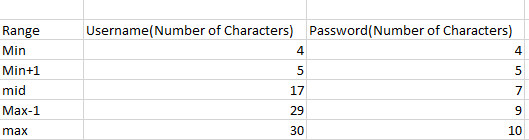 Range Username(Number of Characters) Password(Number of Characters)
Min 4 4
Min+1 5 5
mid 17 7
Max-1 29 9
max 30 10